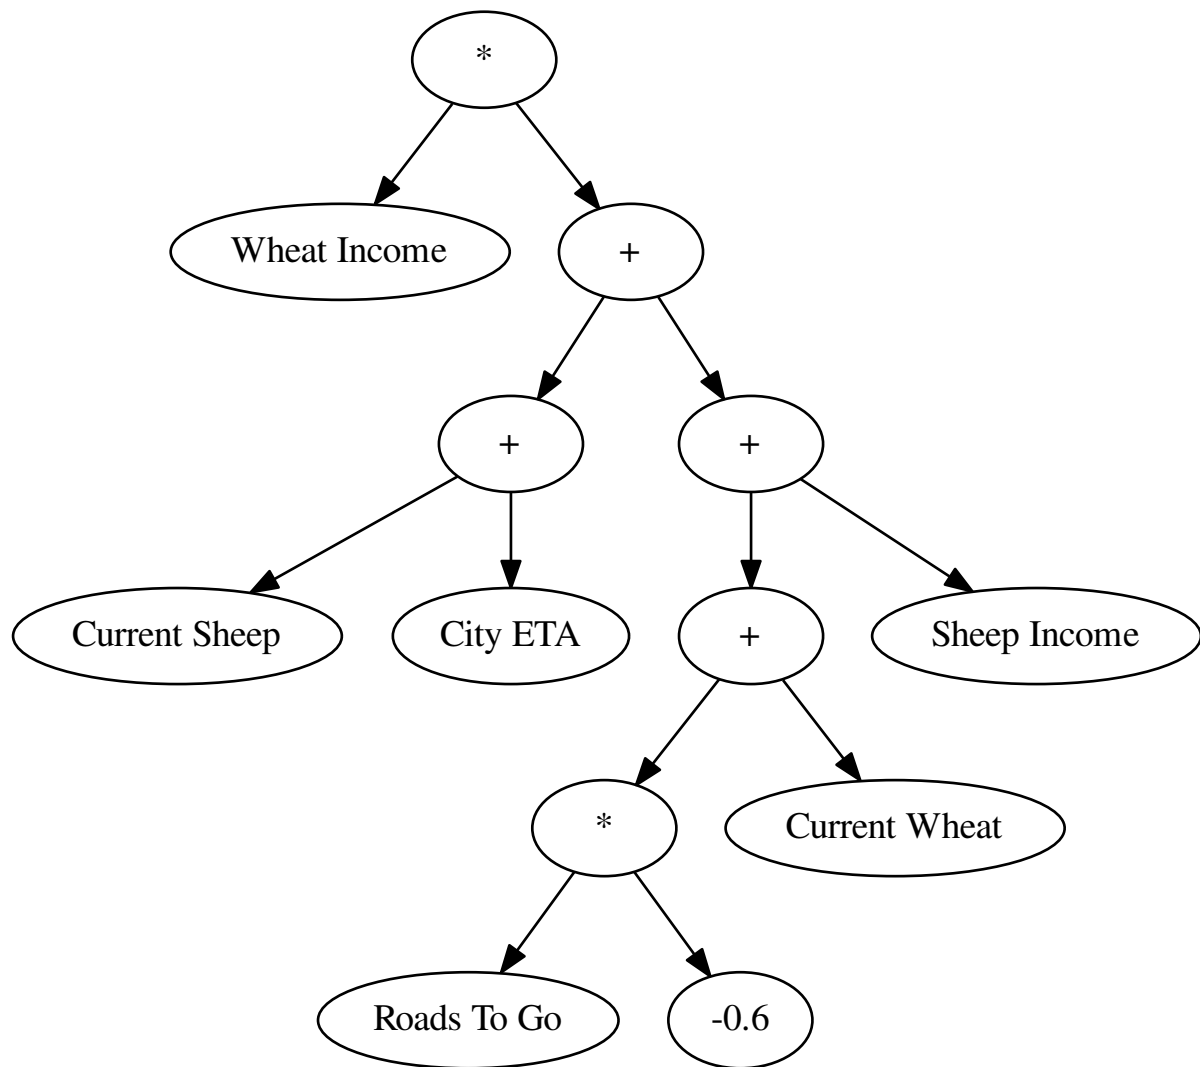 *
Wheat Income
+
+
+
Current Sheep
City ETA
+
Sheep Income
*
Current Wheat
Roads To Go
-0.6